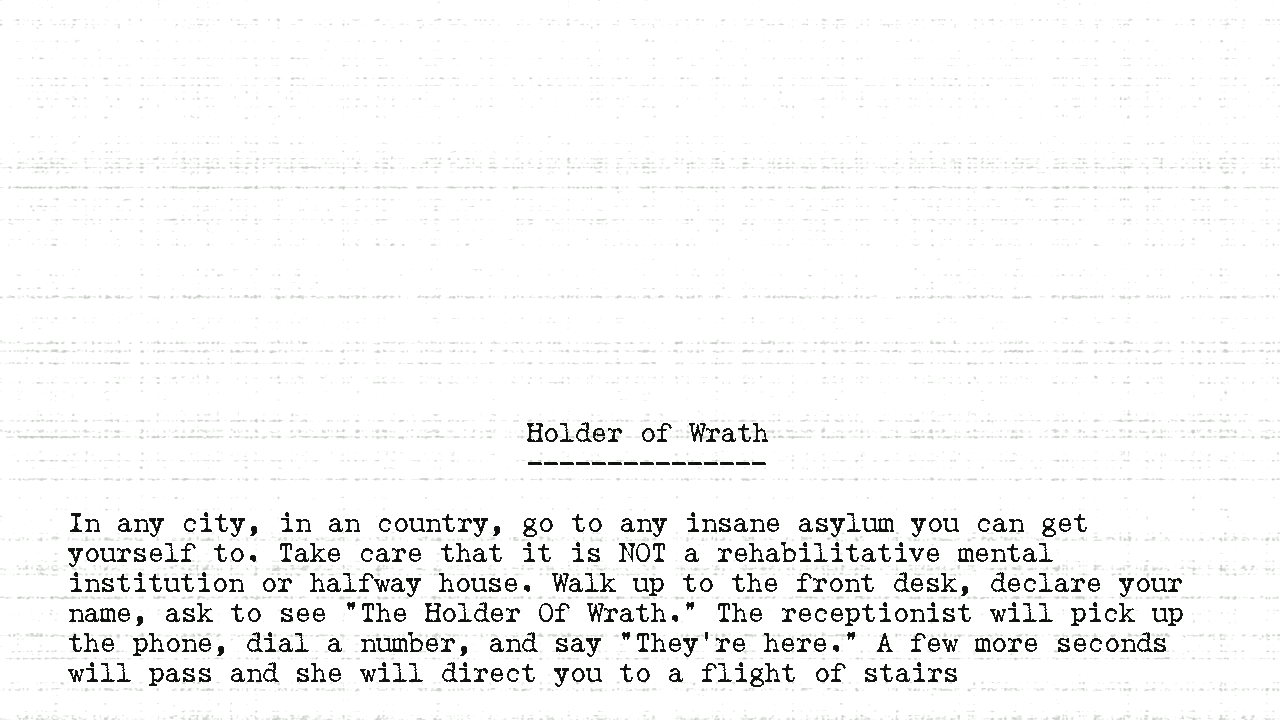 Holder of Wrath
---------------
In any city, in an country, go to any insane asylum you can get
yourself to. Take care that it is NOT a rehabilitative mental
institution or halfway house. Walk up to the front desk, declare your
name, ask to see "The Holder Of Wrath." The receptionist will pick up
the phone, dial a number, and say "They're here." A few more seconds
will pass and she will direct you to a flight of stairs